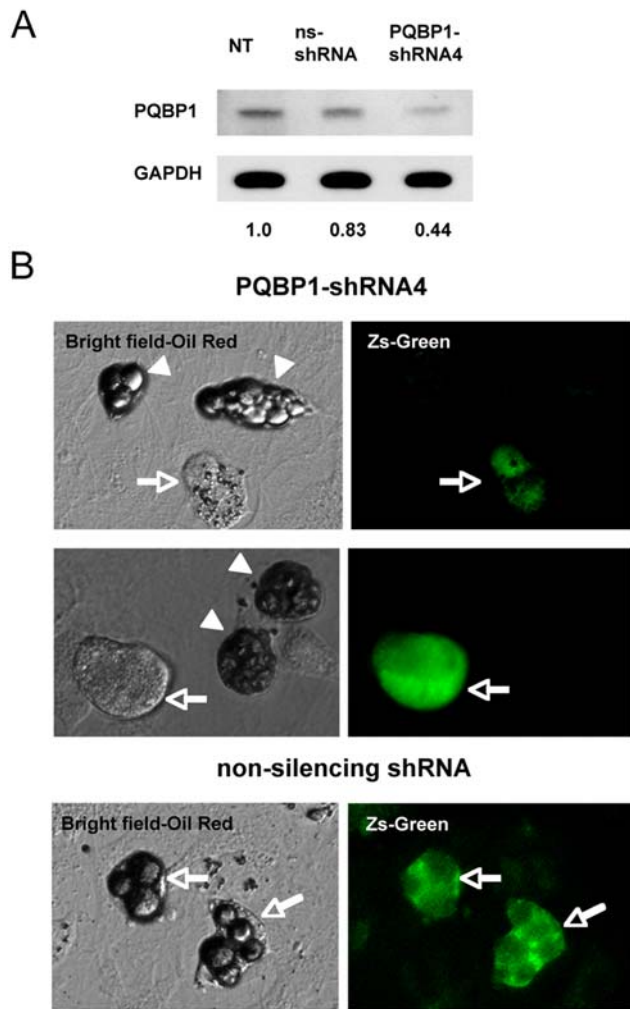 A
NT ns-shRNA PQBP1-shRNA4
PQBP1
GAPDH
1.0 0.83 0.44
B
PQBP1-shRNA4
Bright field-Oil Red Zs-Green
non-silencing shRNA
Bright field-Oil Red Zs-Green